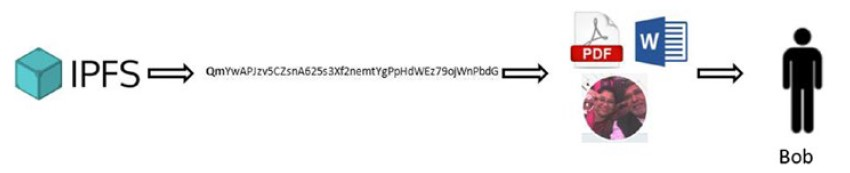 IPFS
QmYwAPJzv5CZsnA625s3Xf2nemtYgPpHdWEz79ojWnPbdG
PDF
W
Bob